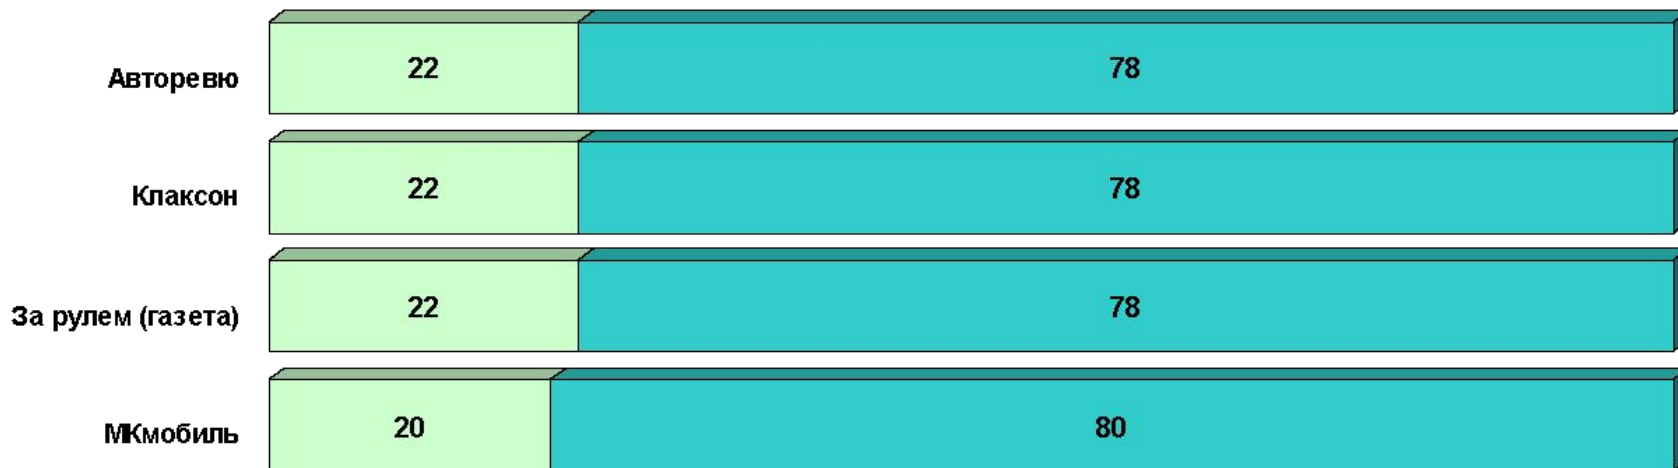 Авторевю 22 78
Клаксон 22 78
За рулем (газета) 22 78
МКмобиль 20 80